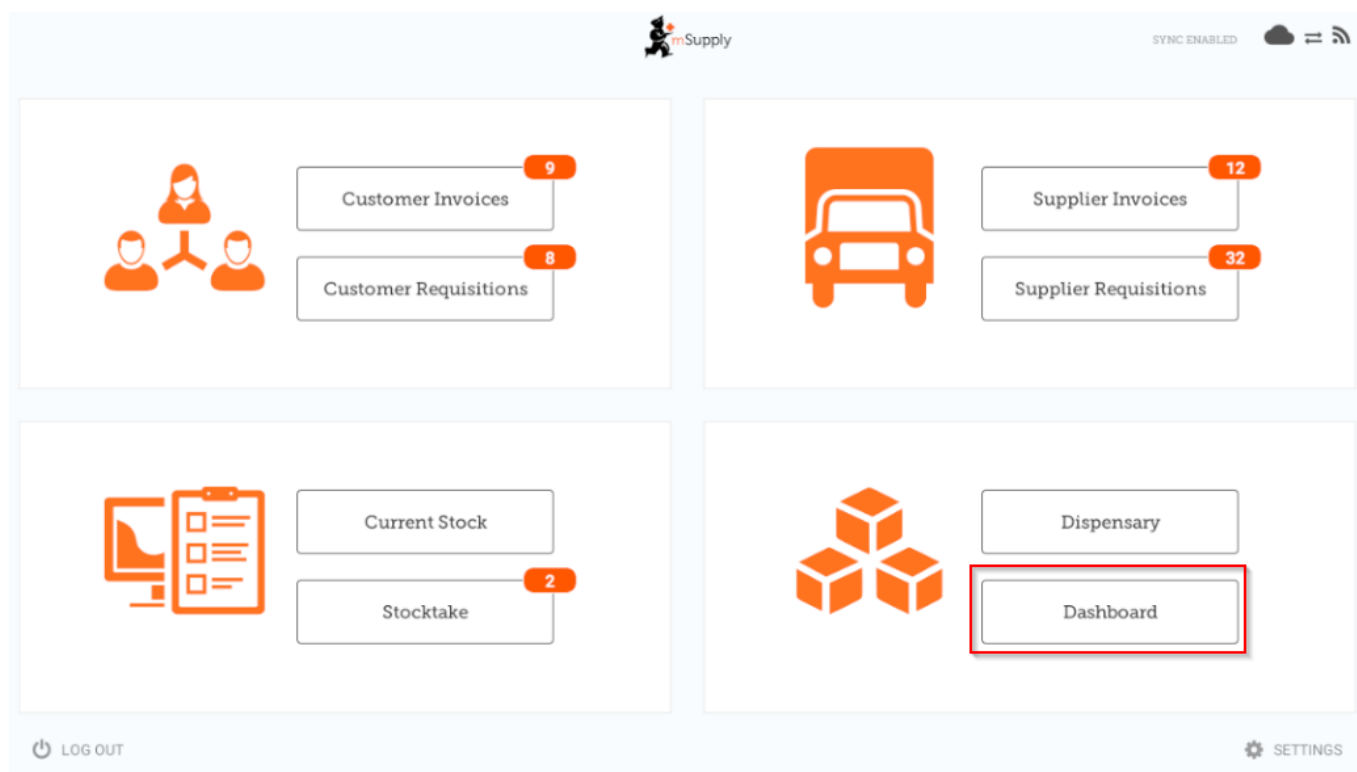 mSupply
SYNC ENABLED
9
Customer Invoices
8
Customer Requisitions
12
Supplier Invoices
32
Supplier Requisitions
Current Stock
2
Stocktake
Dispensary
Dashboard
LOG OUT
SETTINGS